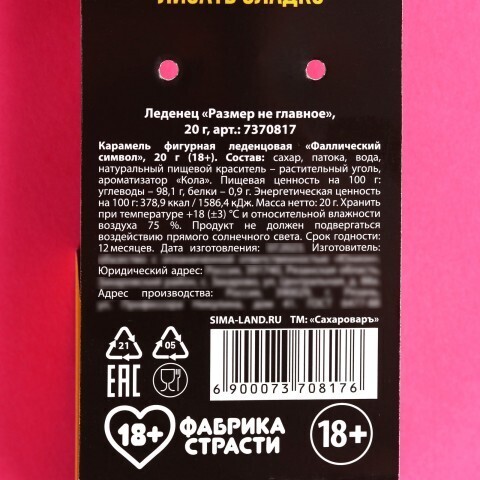 ЛИЗАТЬ СЛАДКО
Леденец «Размер не главное»,
20 г, арт.: 7370817
Карамель фигурная леденцовая «Фаллический
символ», 20 г (18+). Состав: сахар, патока, вода,
натуральный пищевой краситель – растительный уголь,
ароматизатор «Кола». Пищевая ценность на 100 г:
углеводы – 98,1 г, белки – 0,9 г. Энергетическая ценность
на 100 г: 378,9 ккал / 1586,4 кДж. Масса нетто: 20 г. Хранить
при температуре +18 (±3) °С и относительной влажности
воздуха 75 %. Продукт не должен подвергаться
воздействию прямого солнечного света. Срок годности:
12 месяцев. Дата изготовления: Изготовитель:
Юридический адрес:
Адрес производства:
SIMA-LAND.RU ТМ: «Сахароваръ»
21 05
EAC
6 900073 708176
18+ ФАБРИКА
СТРАСТИ
18+